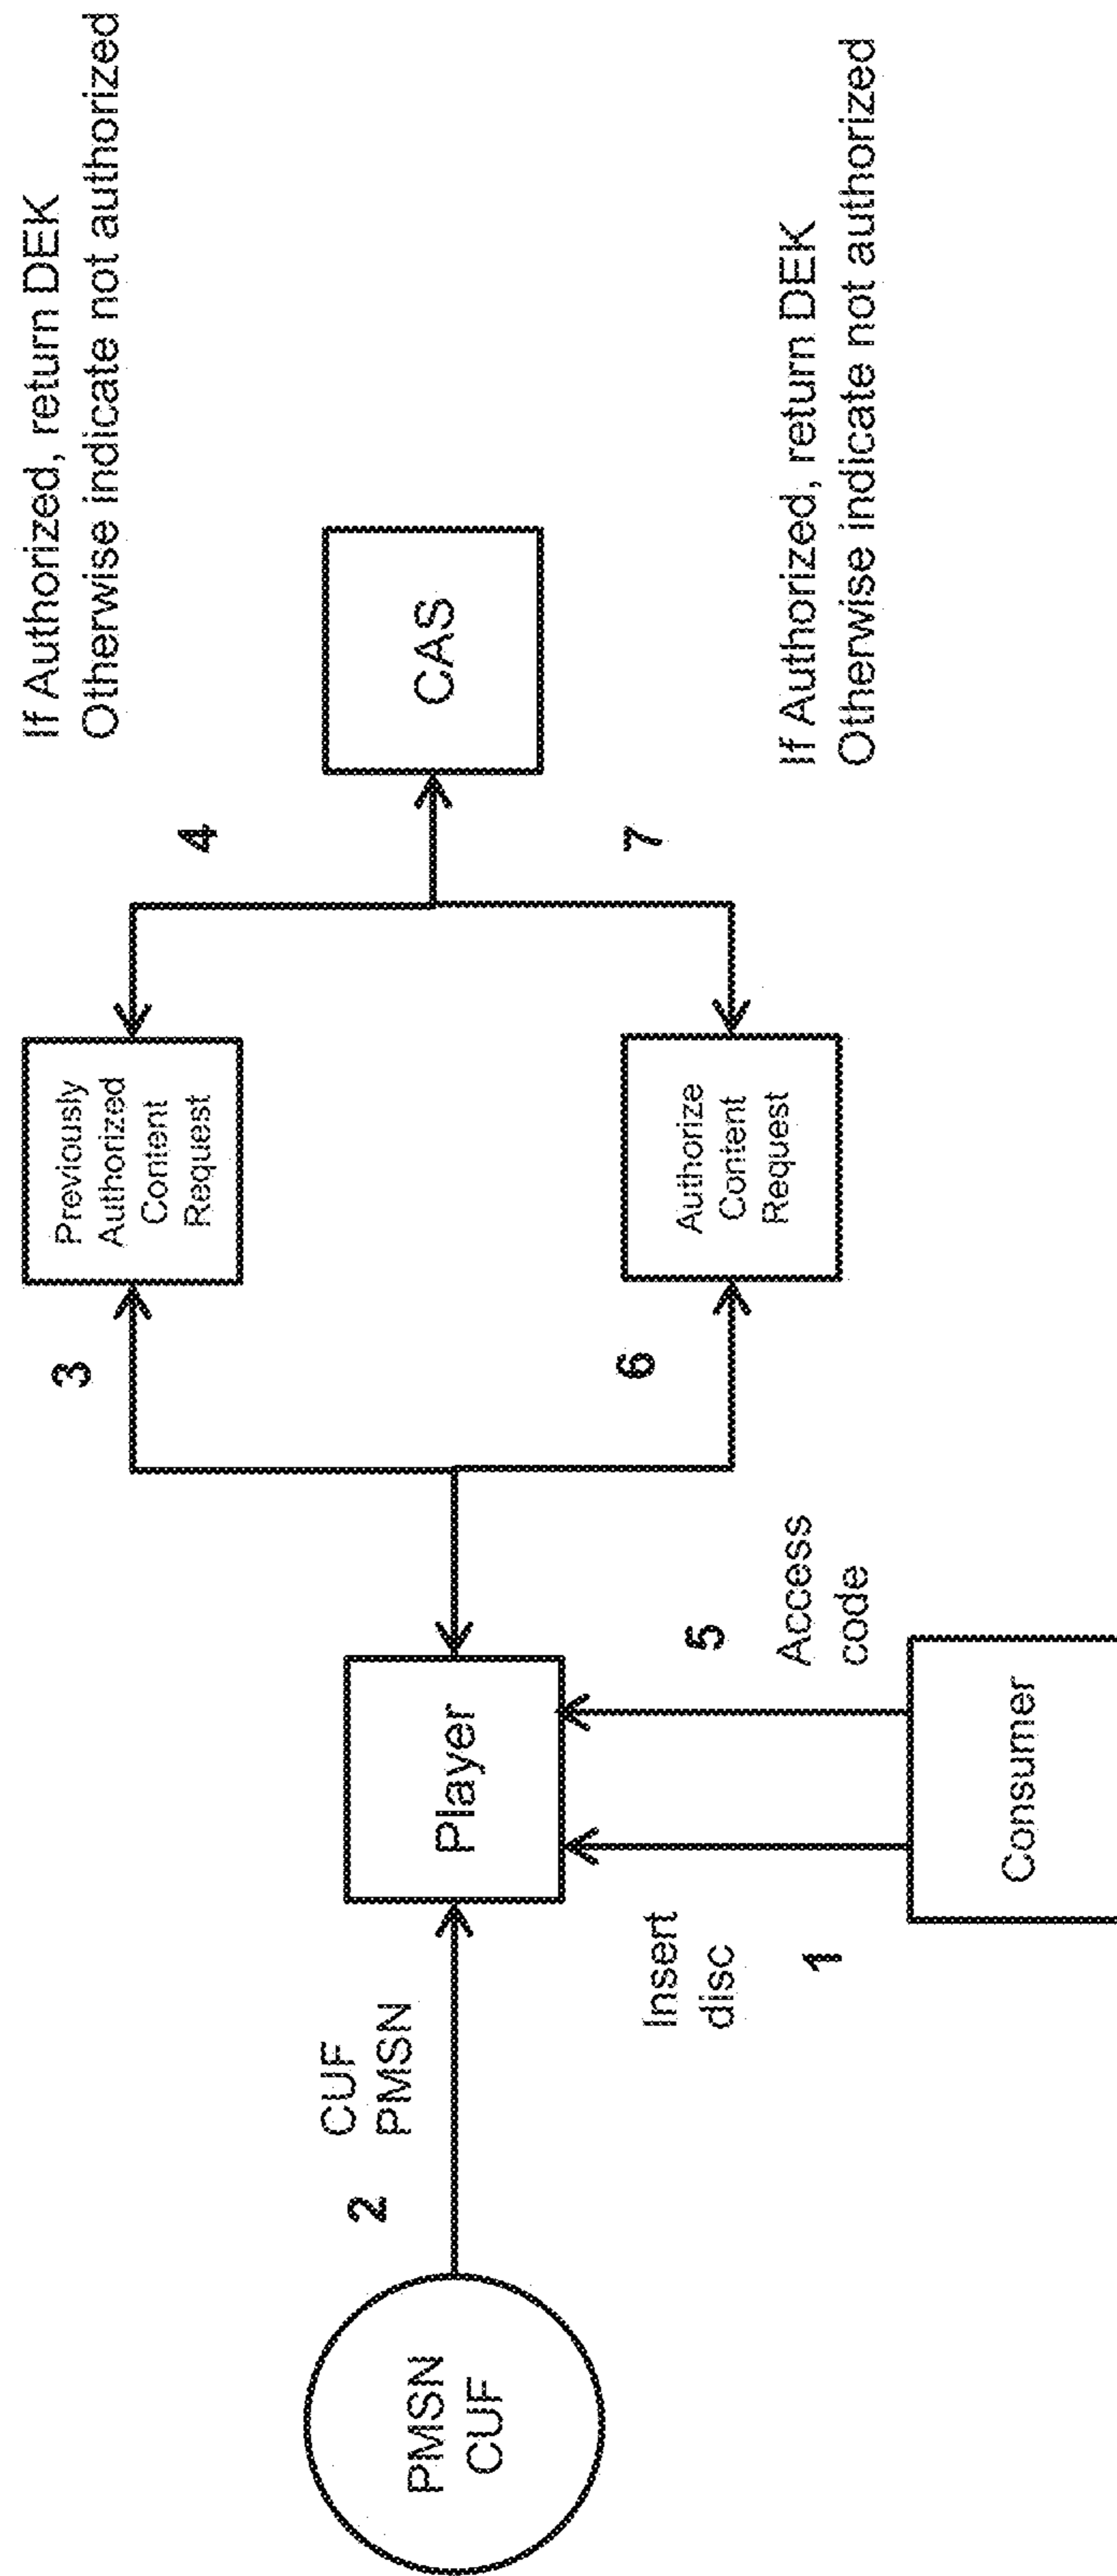 PMSN
CUF
2
CUF
PMSN
Player
Insert
disc
1
5
Access
code
Consumer
3
Previously
Authorized
Content
Request
6
Authorize
Content
Request
4
7
CAS
If Authorized, return DEK
Otherwise indicate not authorized
If Authorized, return DEK
Otherwise indicate not authorized